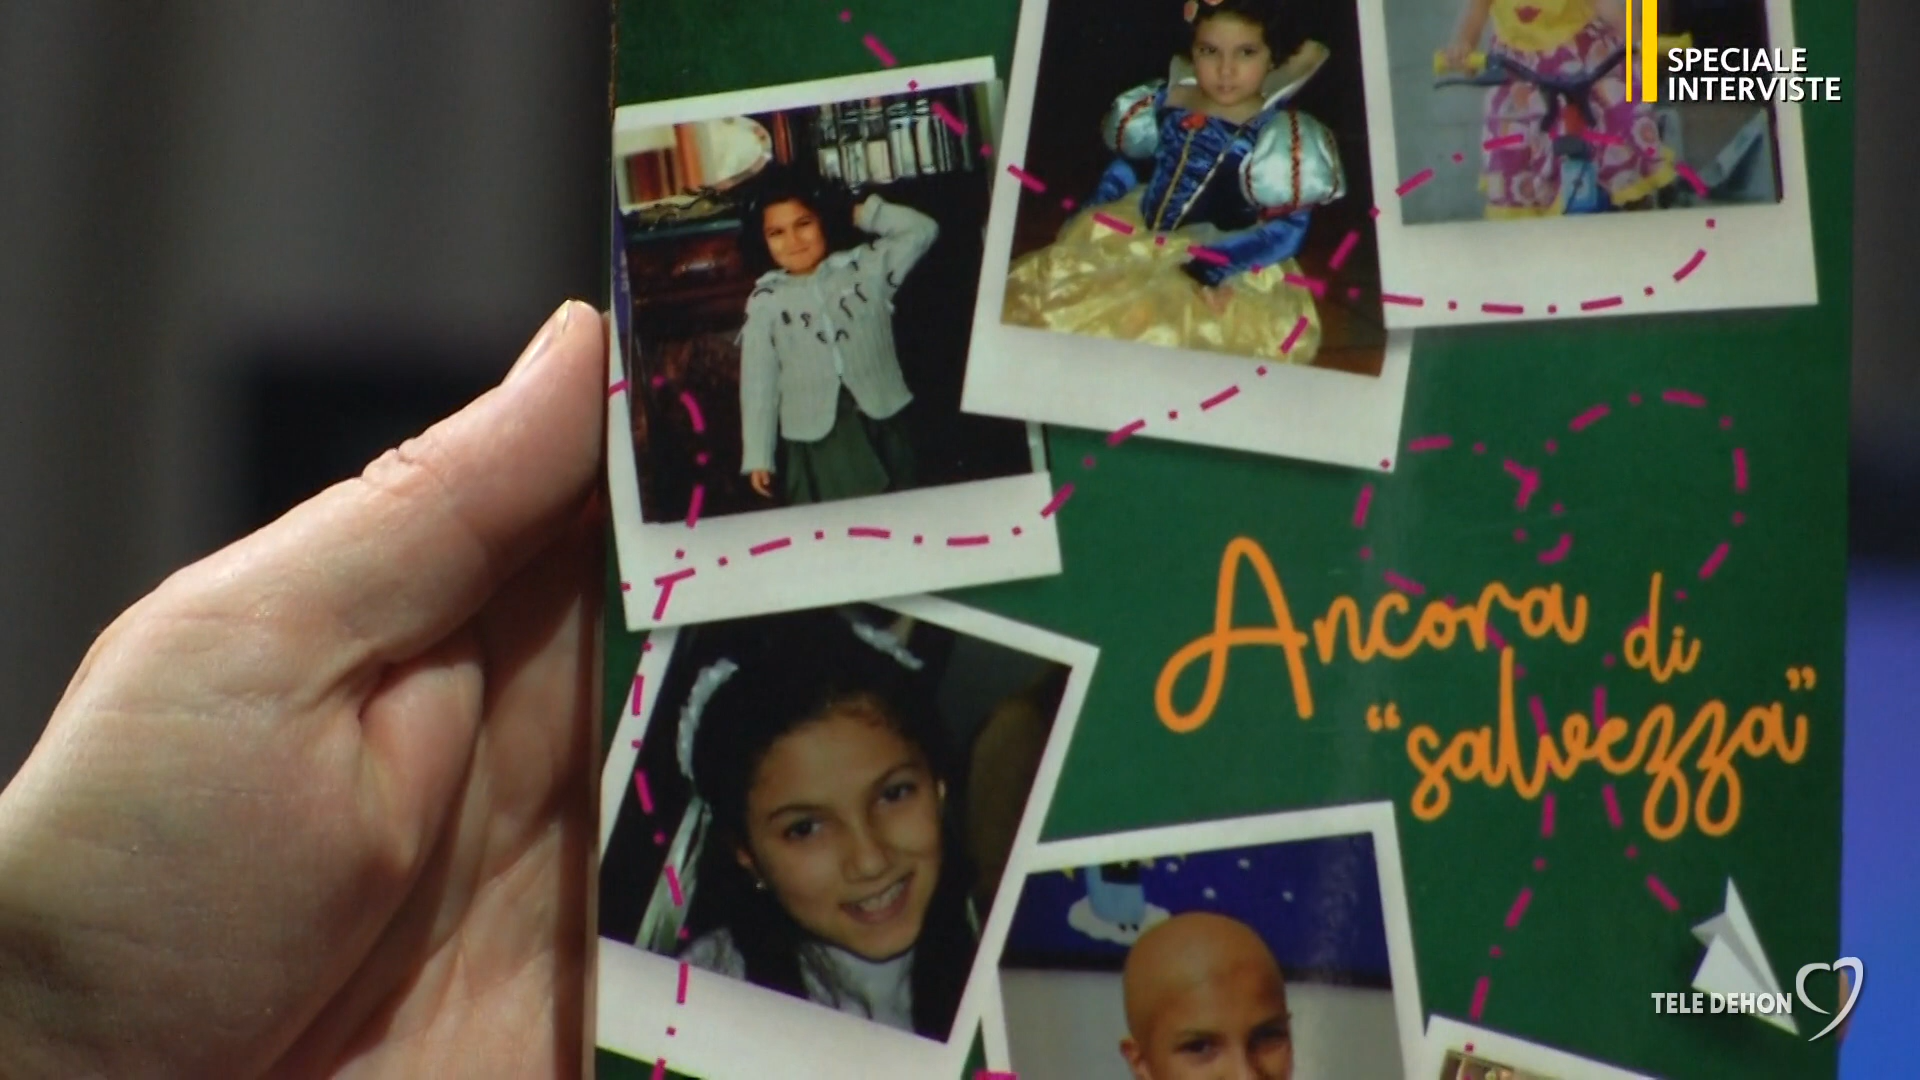 SPECIALE
INTERVISTE
Ancora di
“salvezza”
TELE DEHON